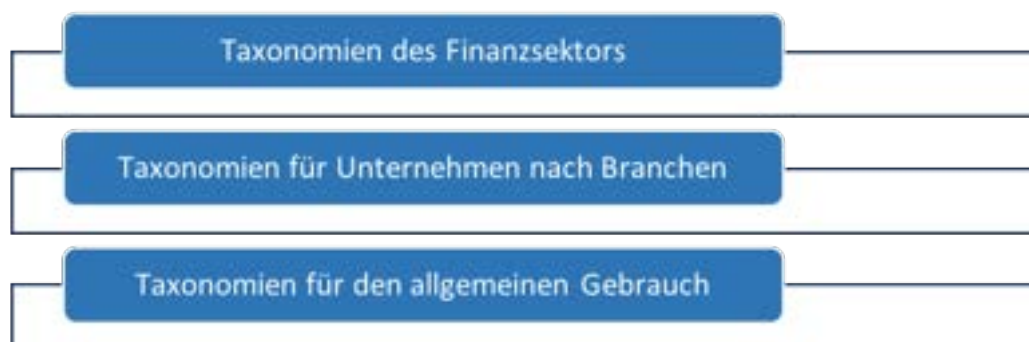 Taxonomien des Finanzsektors
Taxonomien für Unternehmen nach Branchen
Taxonomien für den allgemeinen Gebrauch